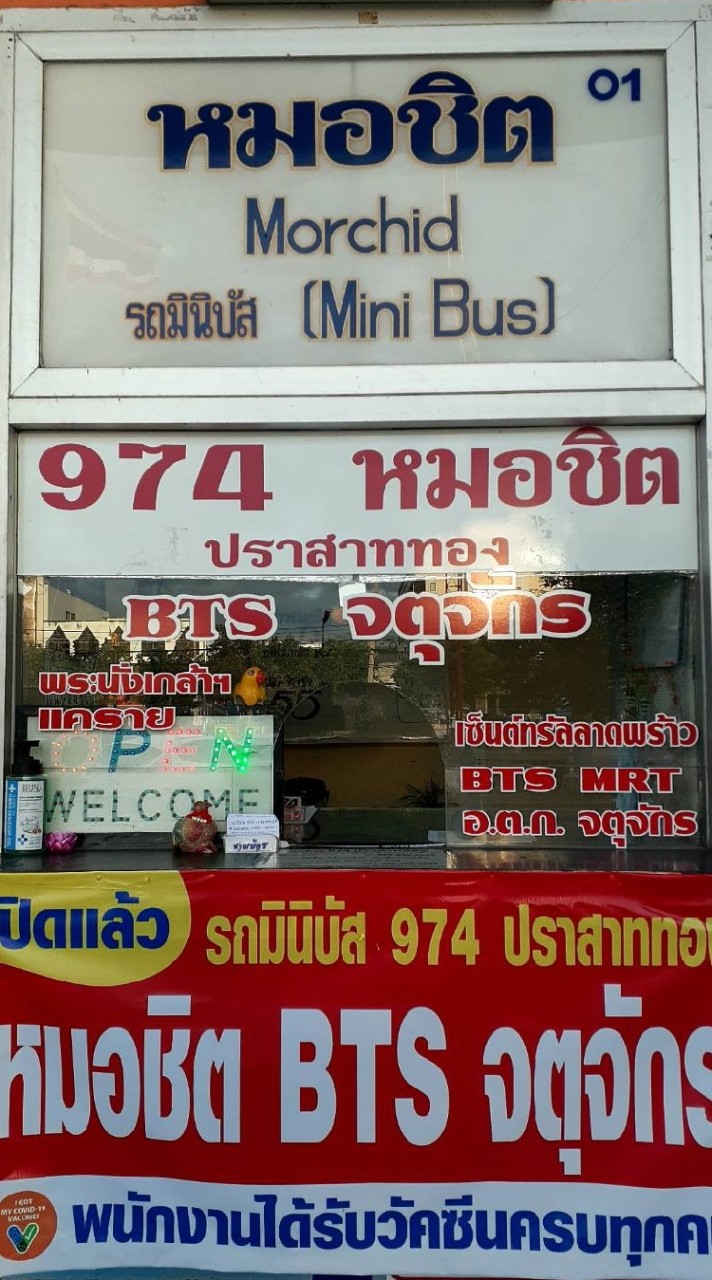 หมอชิต 01
Morchid
รถมินิบัส (Mini Bus)
974 หมอชิต
ปราสาททอง
BTS จตุจักร
พระนั่งเกล้าฯ
แคราย
OPEN
WELCOME
เซ็นต์ทรัลลาดพร้าว
BTS MRT
อ.ต.ก. จตุจักร
เปิดแล้ว
รถมินิบัส 974 ปราสาททอง
หมอชิต BTS จตุจักร
I GOT
MY COVID-19
VACCINE!
พนักงานได้รับวัคซีนครบทุกค